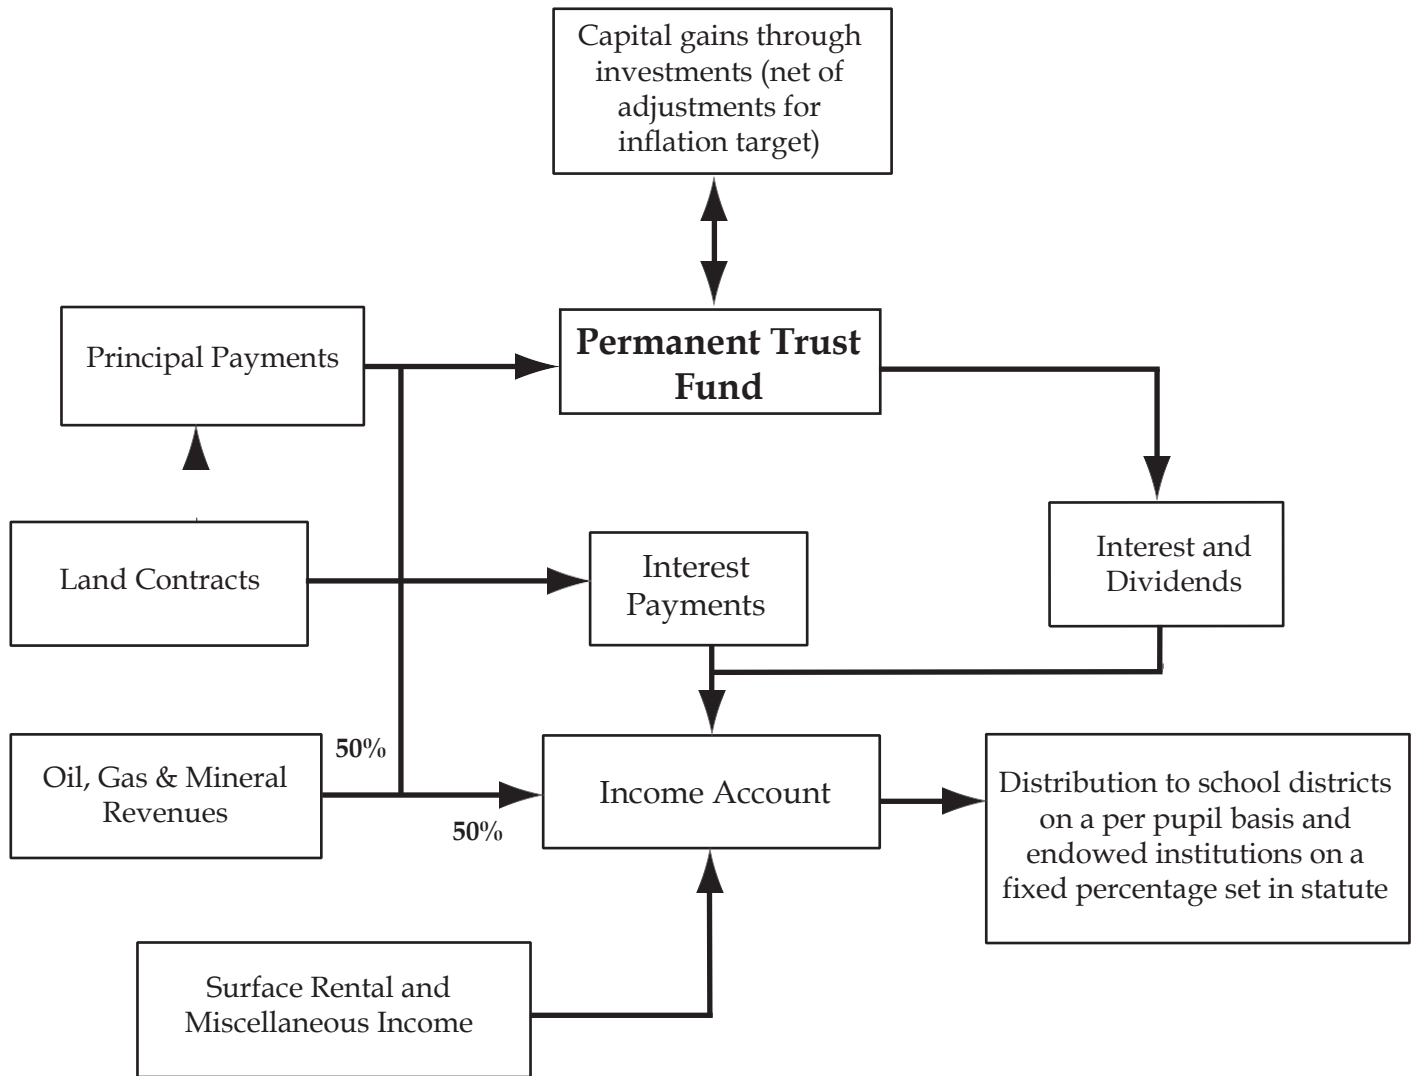 Capital gains through
investments (net of
adjustments for
inflation target)
Principal Payments
Permanent Trust
Fund
Land Contracts
Interest
Payments
Interest and
Dividends
Oil, Gas & Mineral
Revenues
50%
50%
Income Account
Distribution to school districts
on a per pupil basis and
endowed institutions on a
fixed percentage set in statute
Surface Rental and
Miscellaneous Income